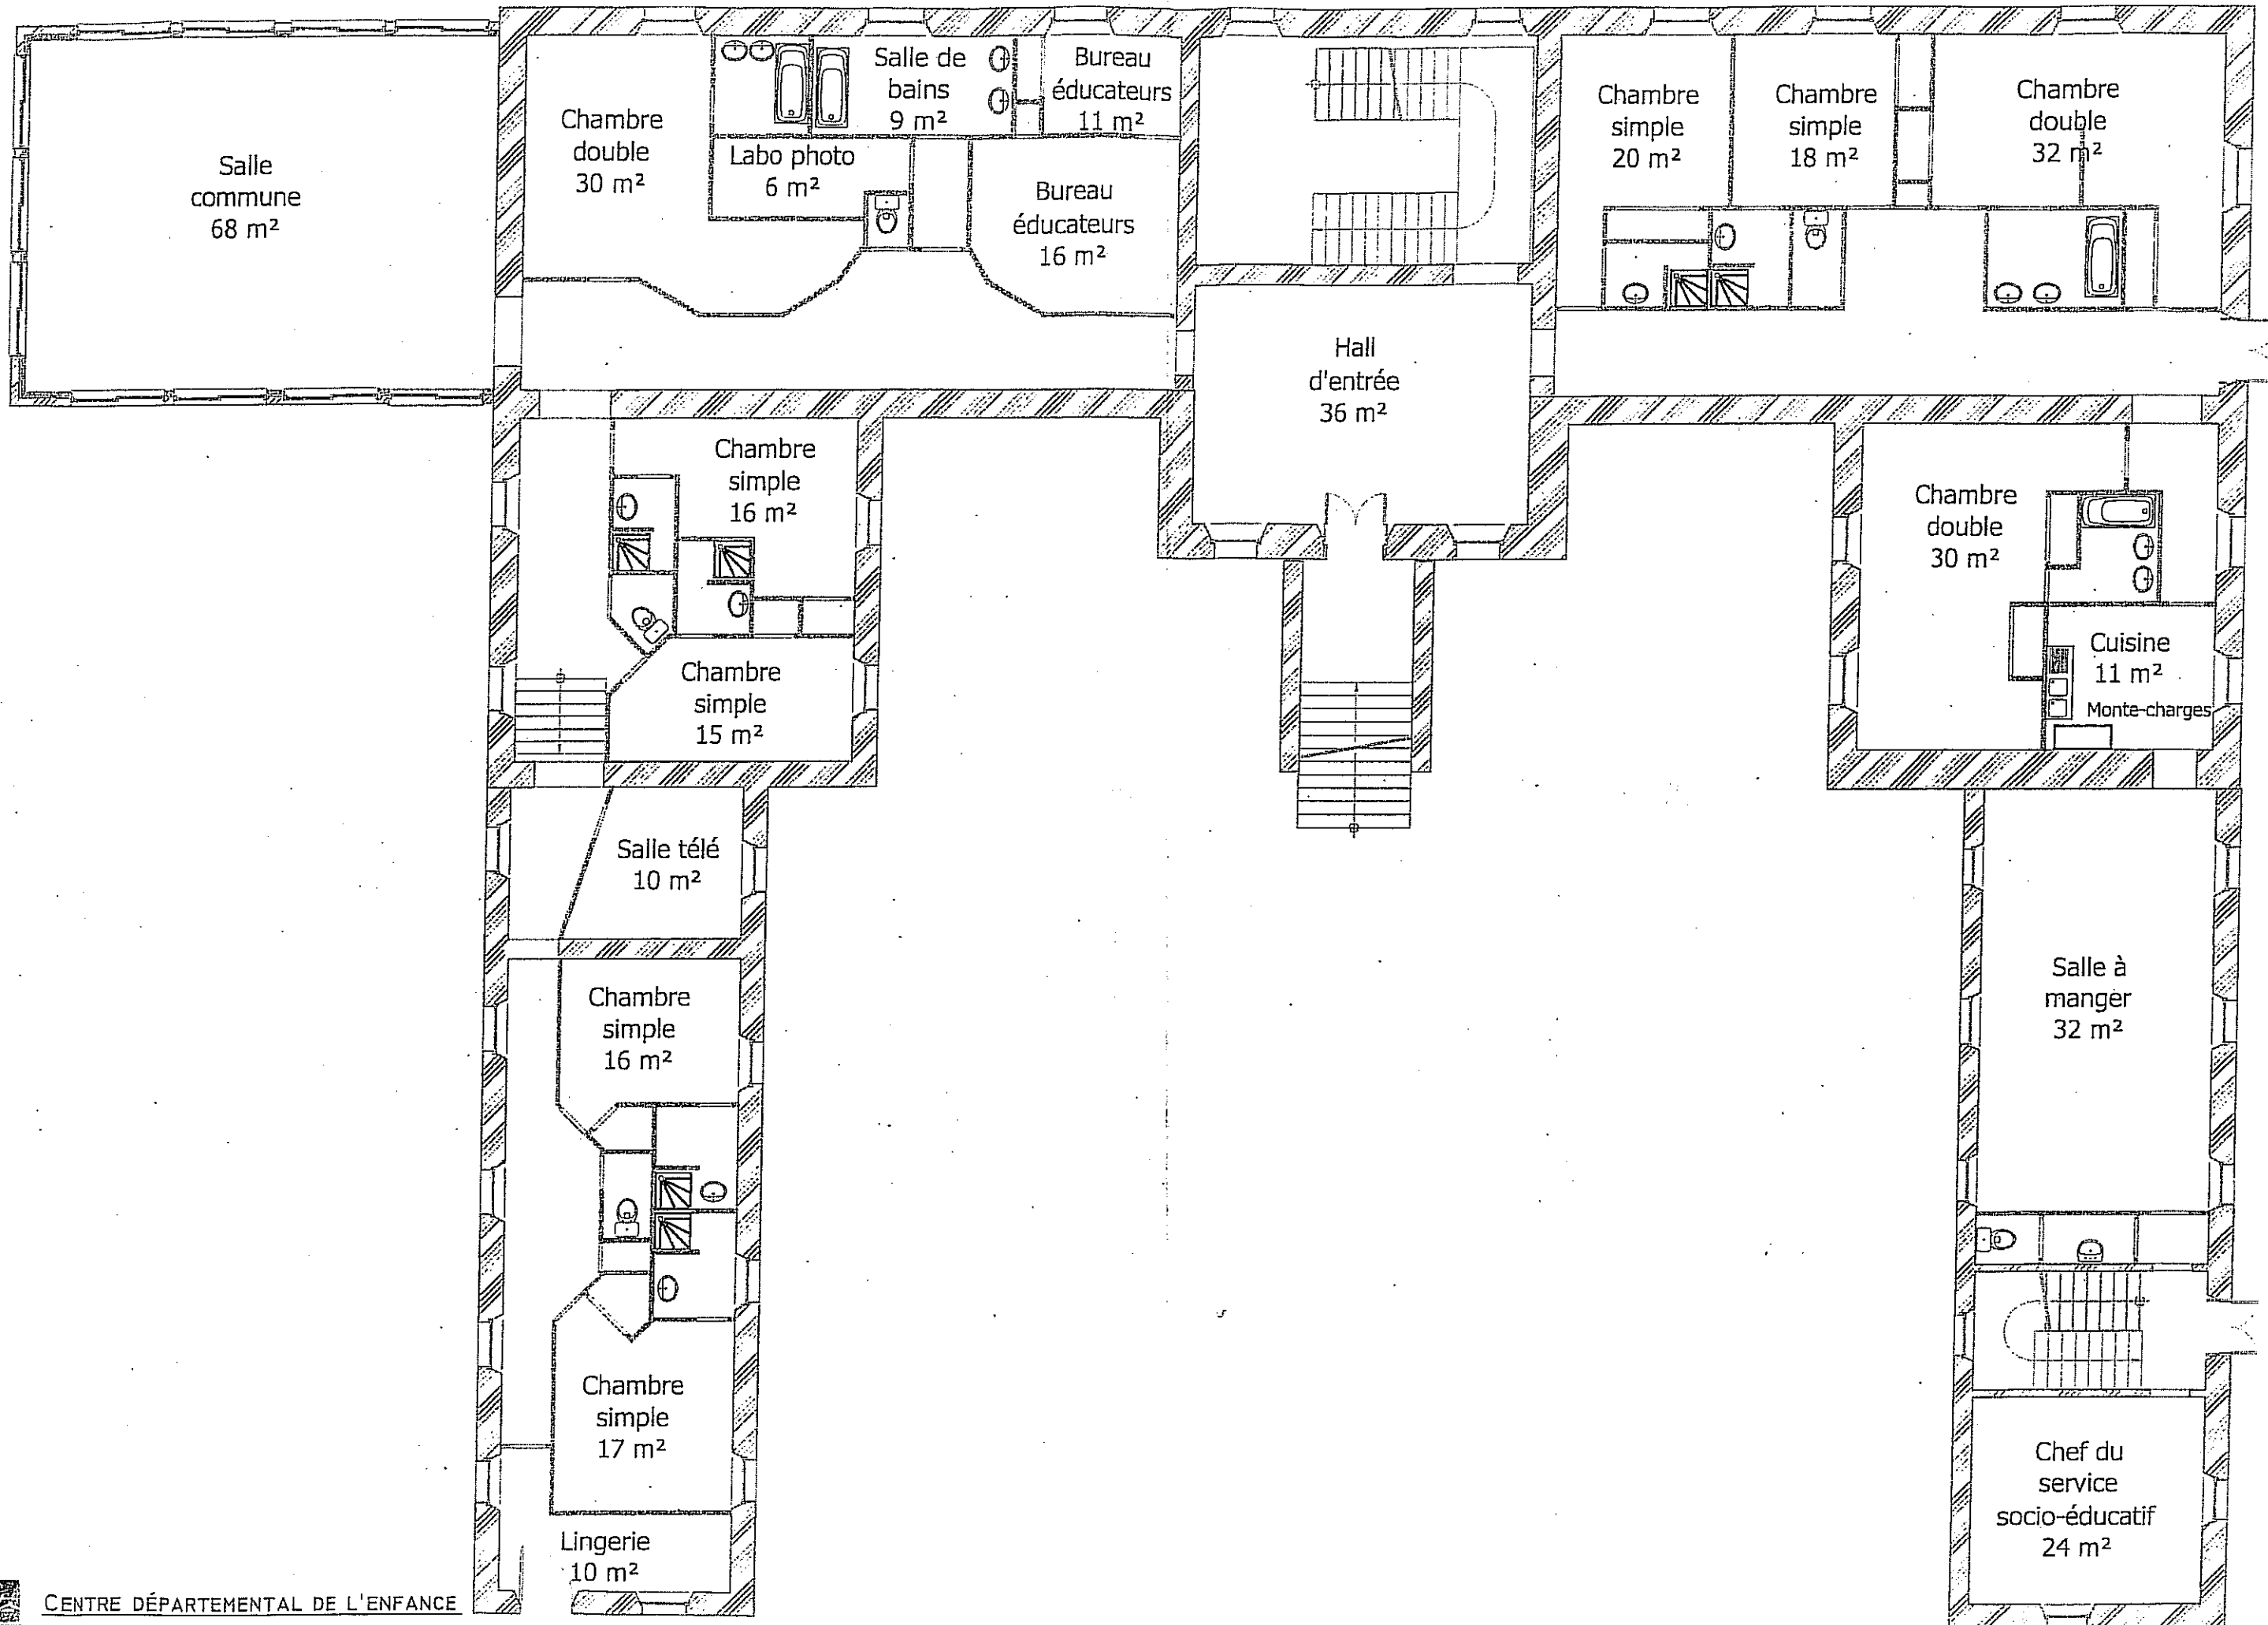 Salle
commune
68 m²
Chambre
double
30 m²
Salle de
bains
9 m²
Bureau
éducateurs
11 m²
Labo photo
6 m²
Bureau
éducateurs
16 m²
Hall
d'entrée
36 m²
Chambre
simple
20 m²
Chambre
simple
18 m²
Chambre
double
32 m²
Chambre
simple
16 m²
Chambre
simple
15 m²
Chambre
double
30 m²
Cuisine
11 m²
Monte-charges
Salle télé
10 m²
Chambre
simple
16 m²
Salle à
manger
32 m²
Chambre
simple
17 m²
Lingerie
10 m²
Chef du
service
socio-éducatif
24 m²
CENTRE DÉPARTEMENTAL DE L'ENFANCE